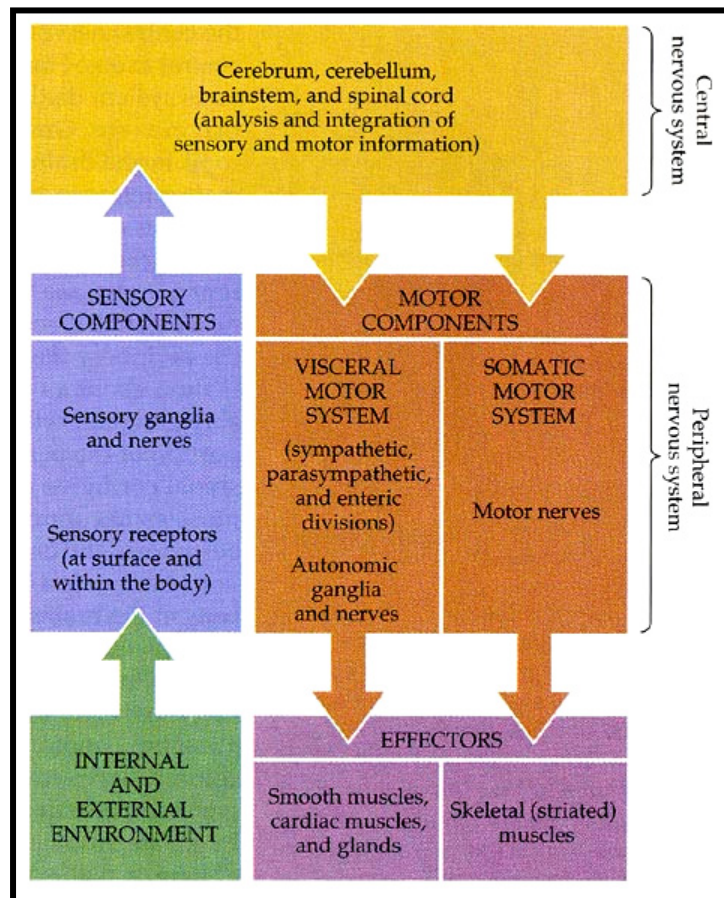 Cerebrum, cerebellum,
brainstem, and spinal cord
(analysis and integration of
sensory and motor information)
Central
nervous system
SENSORY
COMPONENTS
Sensory ganglia
and nerves
Sensory receptors
(at surface and
within the body)
MOTOR
COMPONENTS
VISCERAL
MOTOR
SYSTEM
(sympathetic,
parasympathetic,
and enteric
divisions)
Autonomic
ganglia
and nerves
SOMATIC
MOTOR
SYSTEM
Motor nerves
Peripheral
nervous system
INTERNAL
AND
EXTERNAL
ENVIRONMENT
EFFECTORS
Smooth muscles,
cardiac muscles,
and glands
Skeletal (striated)
muscles